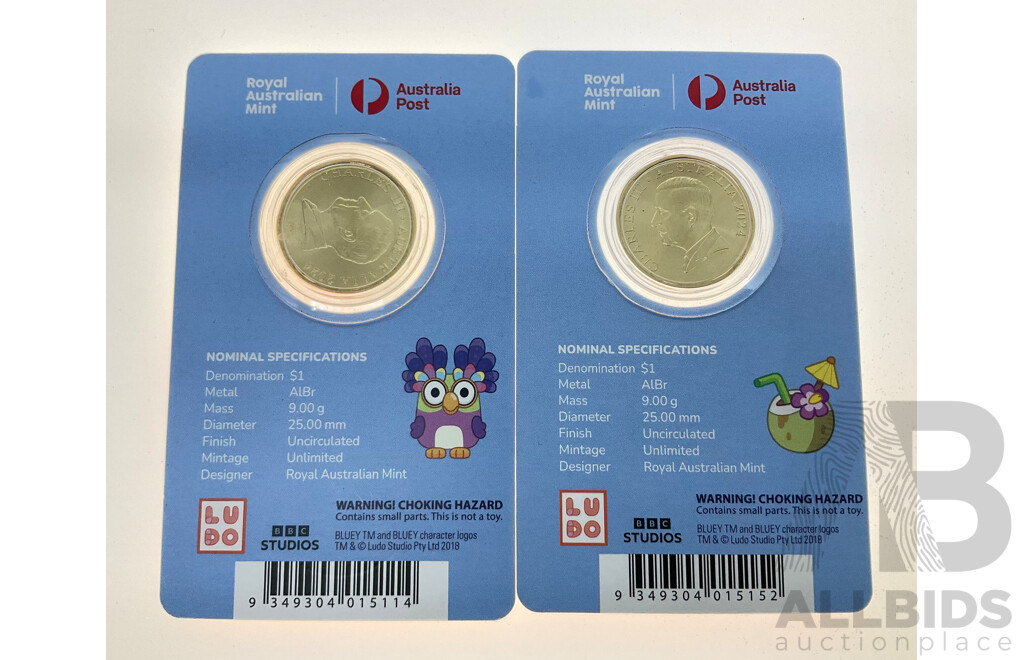 Royal
Australian
Mint
Australia
Post
CHARLES III AUSTRALIA 2024
NOMINAL SPECIFICATIONS
Denomination $1
Metal AlBr
Mass 9.00 g
Diameter 25.00 mm
Finish Uncirculated
Mintage Unlimited
Designer Royal Australian Mint
LU
DO
BBC
STUDIOS
WARNING! CHOKING HAZARD
Contains small parts. This is not a toy.
BLUEY TM and BLUEY character logos
TM & © Ludo Studio Pty Ltd 2018
9 349304 015114
Royal
Australian
Mint
Australia
Post
CHARLES III AUSTRALIA 2024
NOMINAL SPECIFICATIONS
Denomination $1
Metal AlBr
Mass 9.00 g
Diameter 25.00 mm
Finish Uncirculated
Mintage Unlimited
Designer Royal Australian Mint
LU
DO
BBC
STUDIOS
WARNING! CHOKING HAZARD
Contains small parts. This is not a toy.
BLUEY TM and BLUEY character logos
TM & © Ludo Studio Pty Ltd 2018
9 349304 015152
AB
ALLBIDS
auctionplace